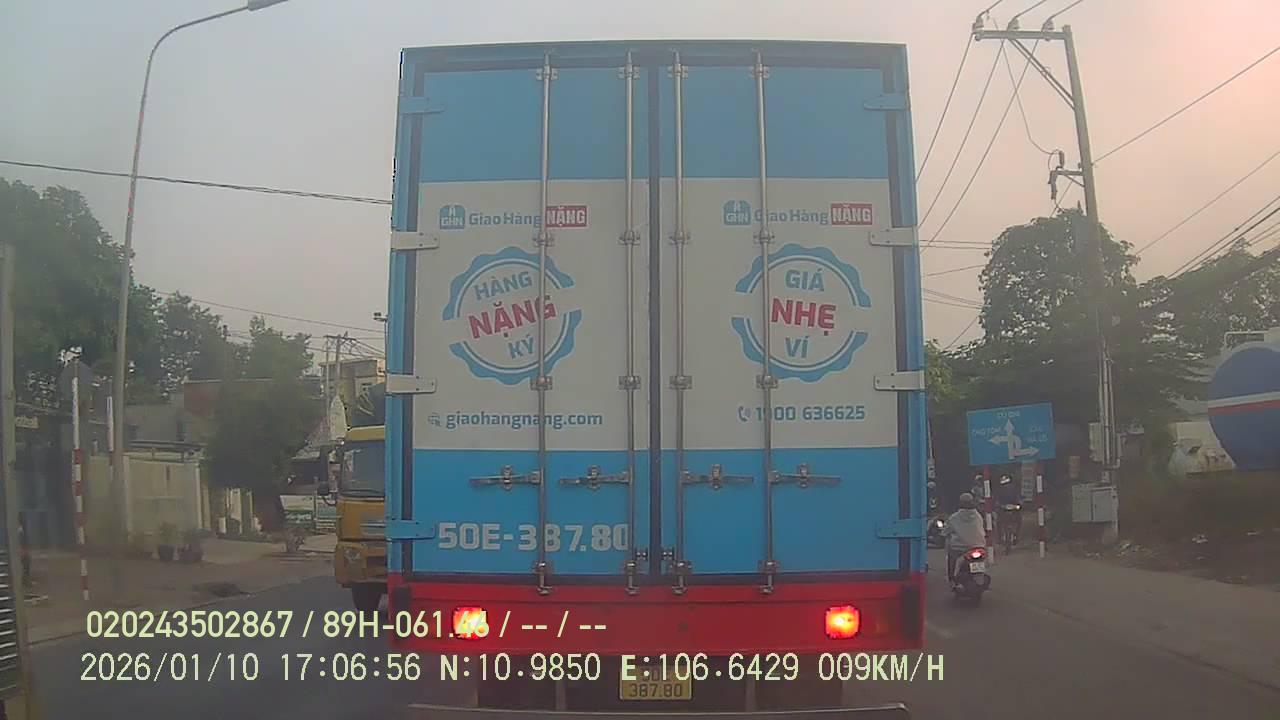 GHN Giao Hàng NẶNG
HÀNG
NẶNG
KÝ
giaohangnang.com
GHN Giao Hàng NẶNG
GIÁ
NHẸ
VÍ
1900 636625
50E-387.80
CỦ CHI
387.80
020243502867 / 89H-061.46 / -- / --
2026/01/10 17:06:56 N:10.9850 E:106.6429 009KM/H